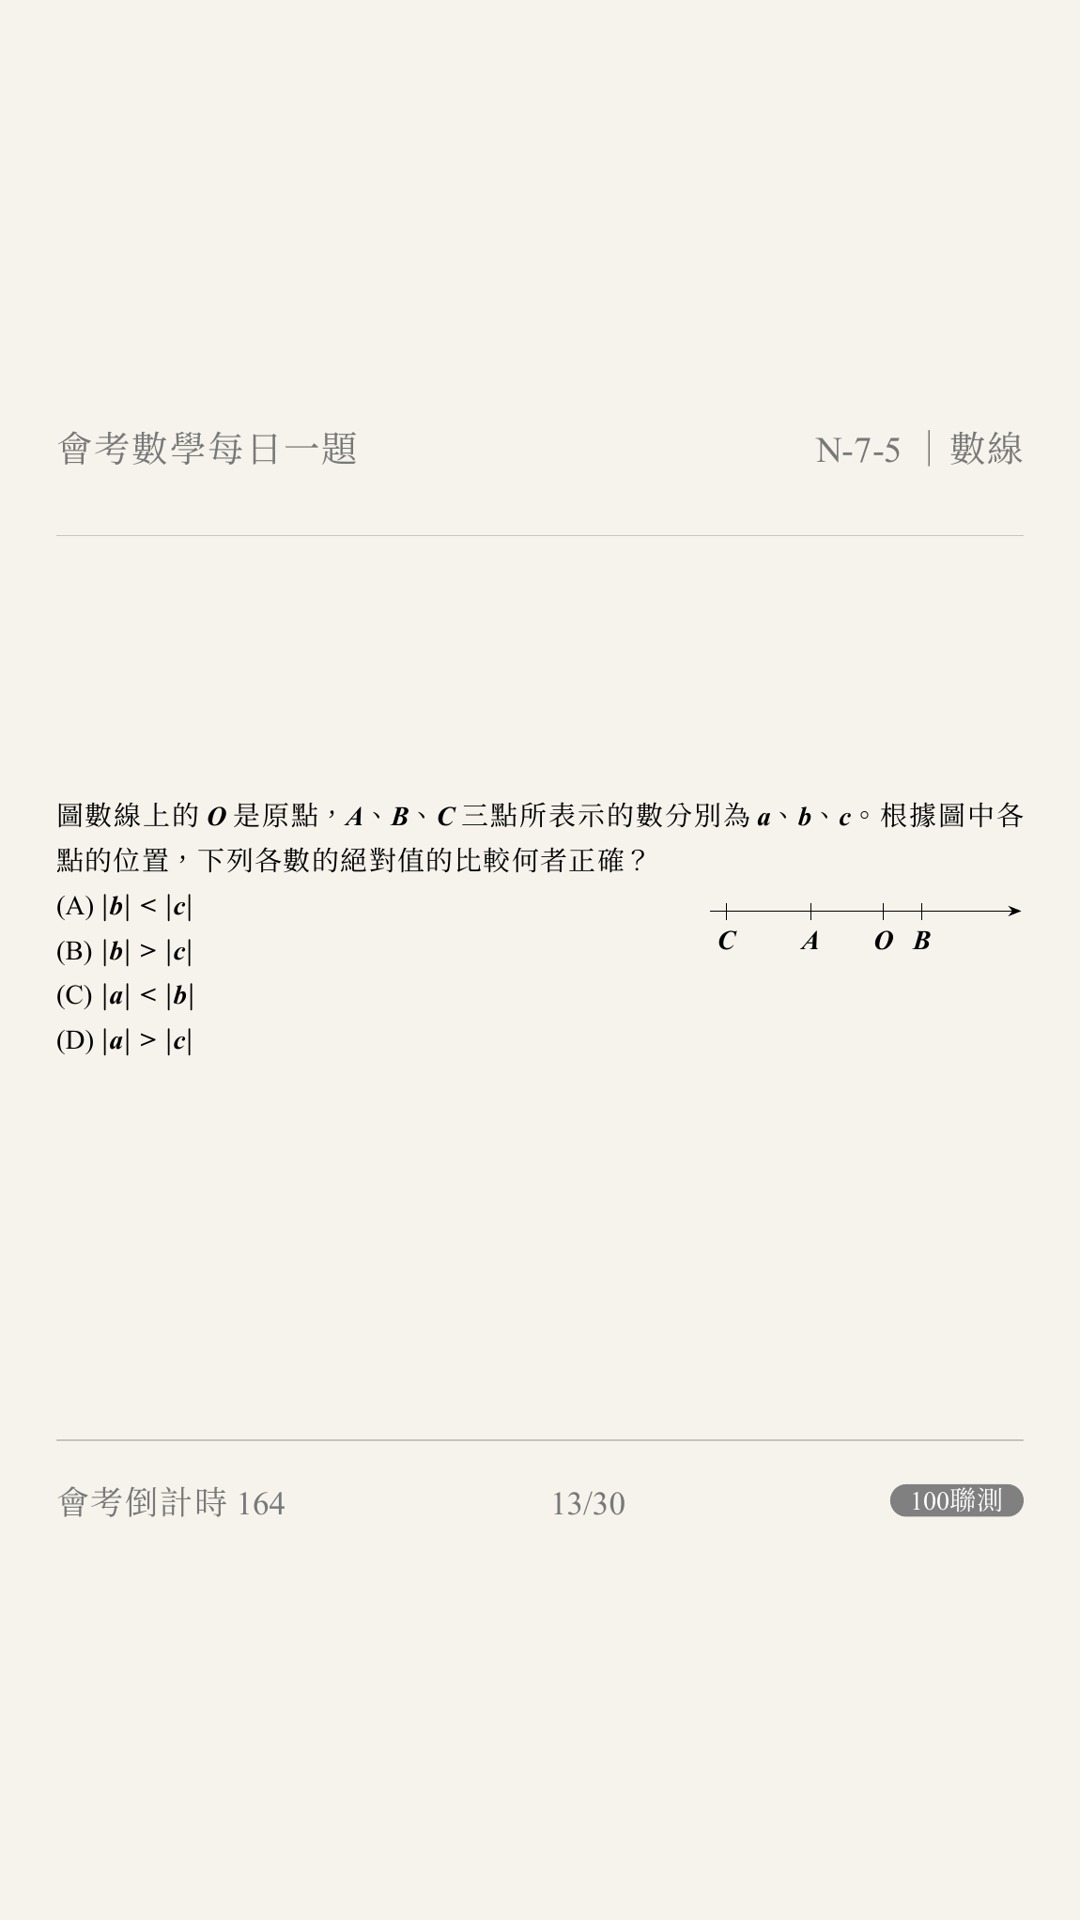 會考數學每日一題
N-7-5｜數線
圖數線上的 O 是原點，A、B、C 三點所表示的數分別為 a、b、c。根據圖中各
點的位置，下列各數的絕對值的比較何者正確？
(A) |b| < |c|
(B) |b| > |c|
(C) |a| < |b|
(D) |a| > |c|
C A O B
會考倒計時 164
13/30
100聯測